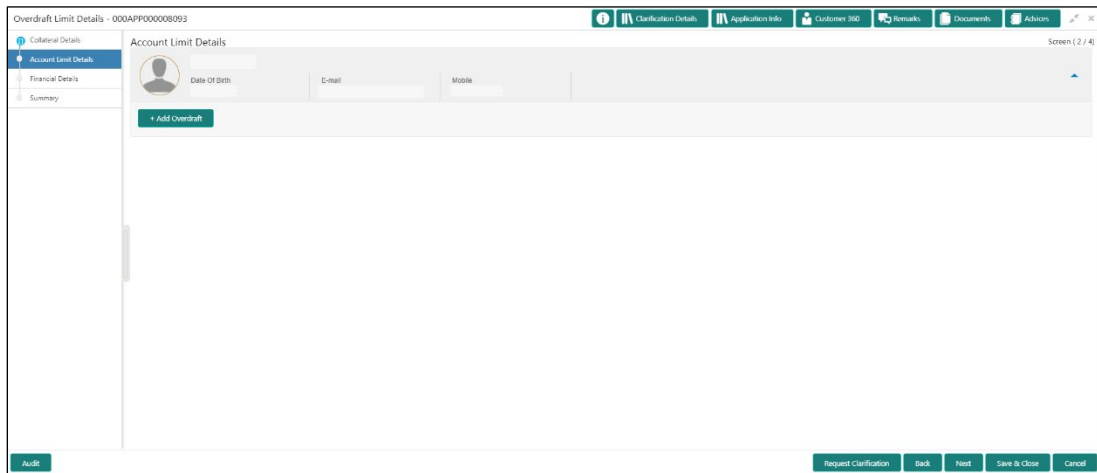 Overdraft Limit Details - 000APP000008093
Clarification Details
Application Info
Customer 360
Remarks
Documents
Advices
Collateral Details
Account Limit Details
Financial Details
Summary
Account Limit Details
Screen ( 2 / 4)
Date Of Birth
E-mail
Mobile
+ Add Overdraft
Audit
Request Clarification
Back
Next
Save & Close
Cancel